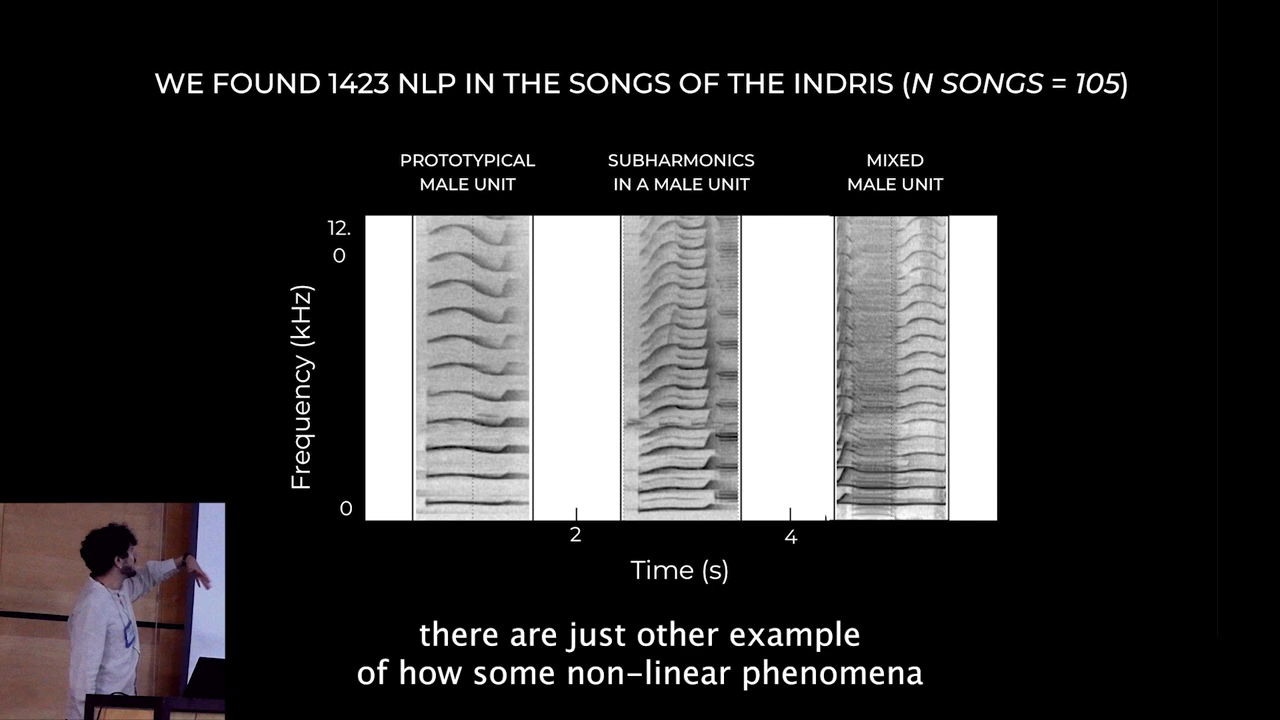 WE FOUND 1423 NLP IN THE SONGS OF THE INDRIS (N SONGS = 105)
PROTOTYPICAL
MALE UNIT
SUBHARMONICS
IN A MALE UNIT
MIXED
MALE UNIT
12.
0
Frequency (kHz)
0
2
4
Time (s)
there are just other example
of how some non-linear phenomena